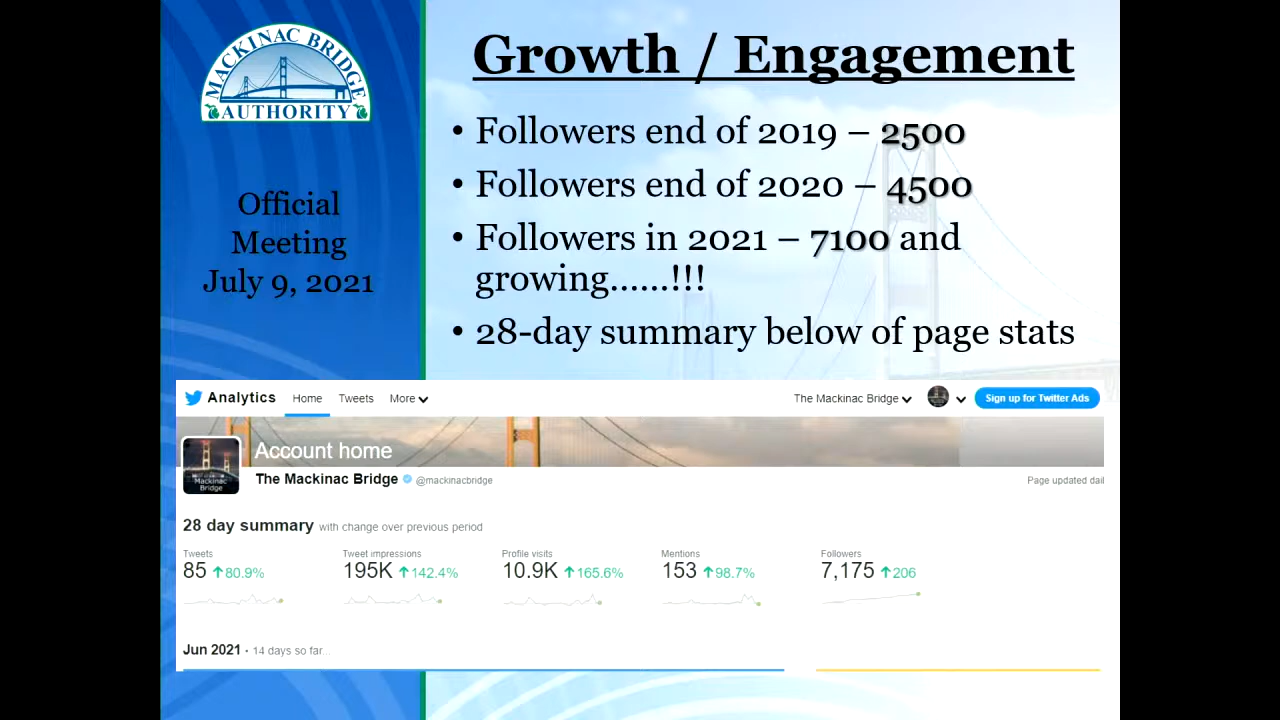 MACKINAC BRIDGE
AUTHORITY
Official
Meeting
July 9, 2021
Growth / Engagement
• Followers end of 2019 – 2500
• Followers end of 2020 – 4500
• Followers in 2021 – 7100 and
growing......!!!
• 28-day summary below of page stats
Analytics Home Tweets More The Mackinac Bridge Sign up for Twitter Ads
Account home
Mackinac
Bridge
The Mackinac Bridge @mackinacbridge Page updated dail
28 day summary with change over previous period
Tweets Tweet impressions Profile visits Mentions Followers
85 ↑80.9% 195K ↑142.4% 10.9K ↑165.6% 153 ↑98.7% 7,175 ↑206
Jun 2021 • 14 days so far...